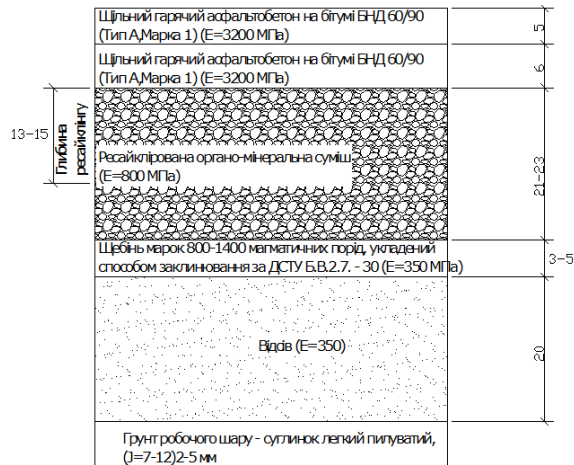 Щільний гарячий асфальтобетон на бітумі БНД 60/90
(Тип А,Марка 1) (Е=3200 МПа)
5
Щільний гарячий асфальтобетон на бітумі БНД 60/90
(Тип А,Марка 1) (Е=3200 МПа)
6
13-15
Глибина
ресайклінгу
Ресайклірована органо-мінеральна суміш
(Е=800 МПа)
21-23
Щебінь марок 800-1400 магматичних порід, укладений
способом заклинювання за ДСТУ Б.В.2.7. - 30 (Е=350 МПа)
3-5
Відсів (Е=350)
20
Грунт робочого шару - суглинок легкий пилуватий,
(J=7-12)2-5 мм